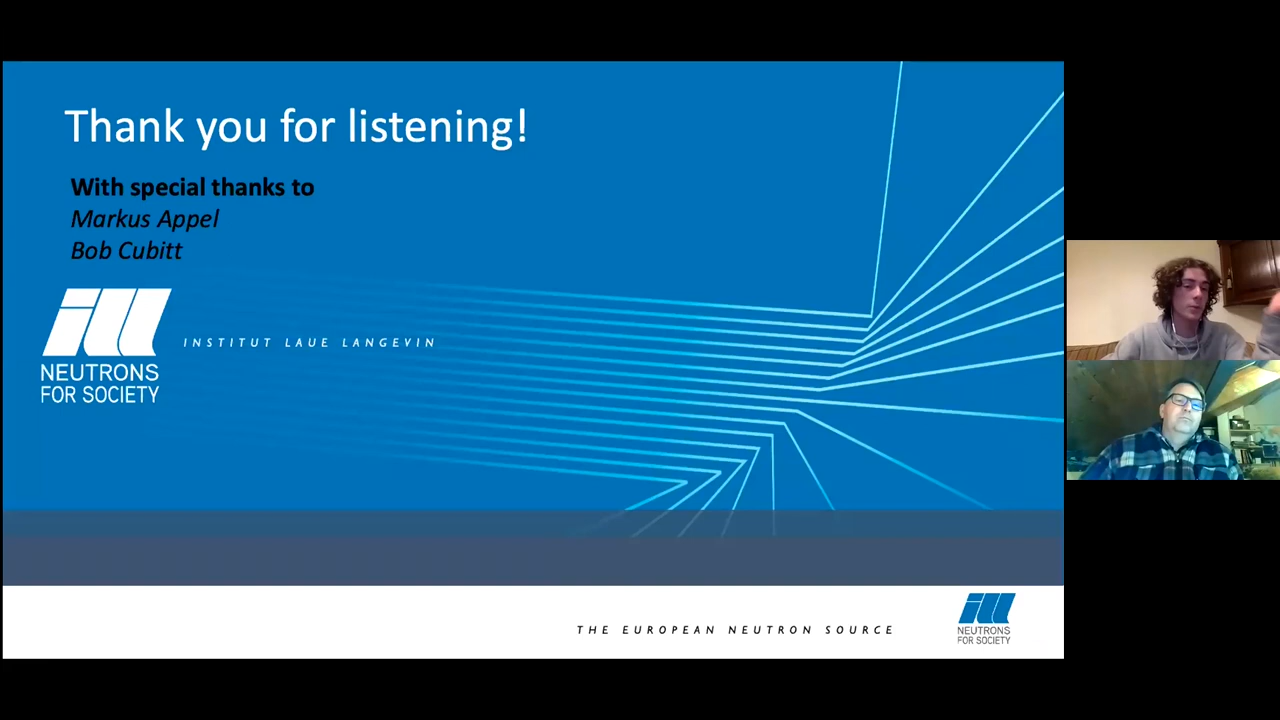 Thank you for listening!
With special thanks to
Markus Appel
Bob Cubitt
ill
INSTITUT LAUE LANGEVIN
NEUTRONS
FOR SOCIETY
THE EUROPEAN NEUTRON SOURCE
ill
NEUTRONS
FOR SOCIETY